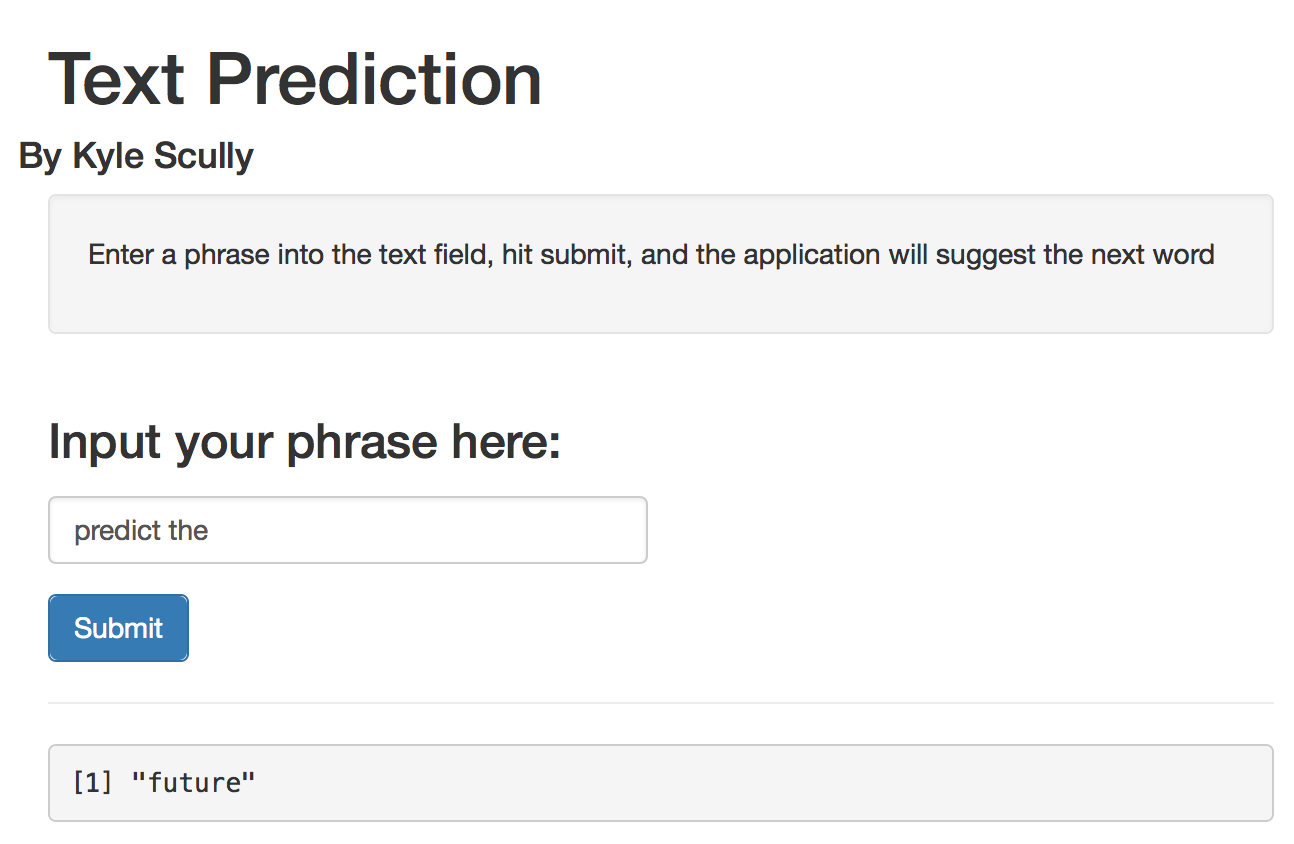 Text Prediction
By Kyle Scully
Enter a phrase into the text field, hit submit, and the application will suggest the next word
Input your phrase here:
predict the
Submit
[1] "future"